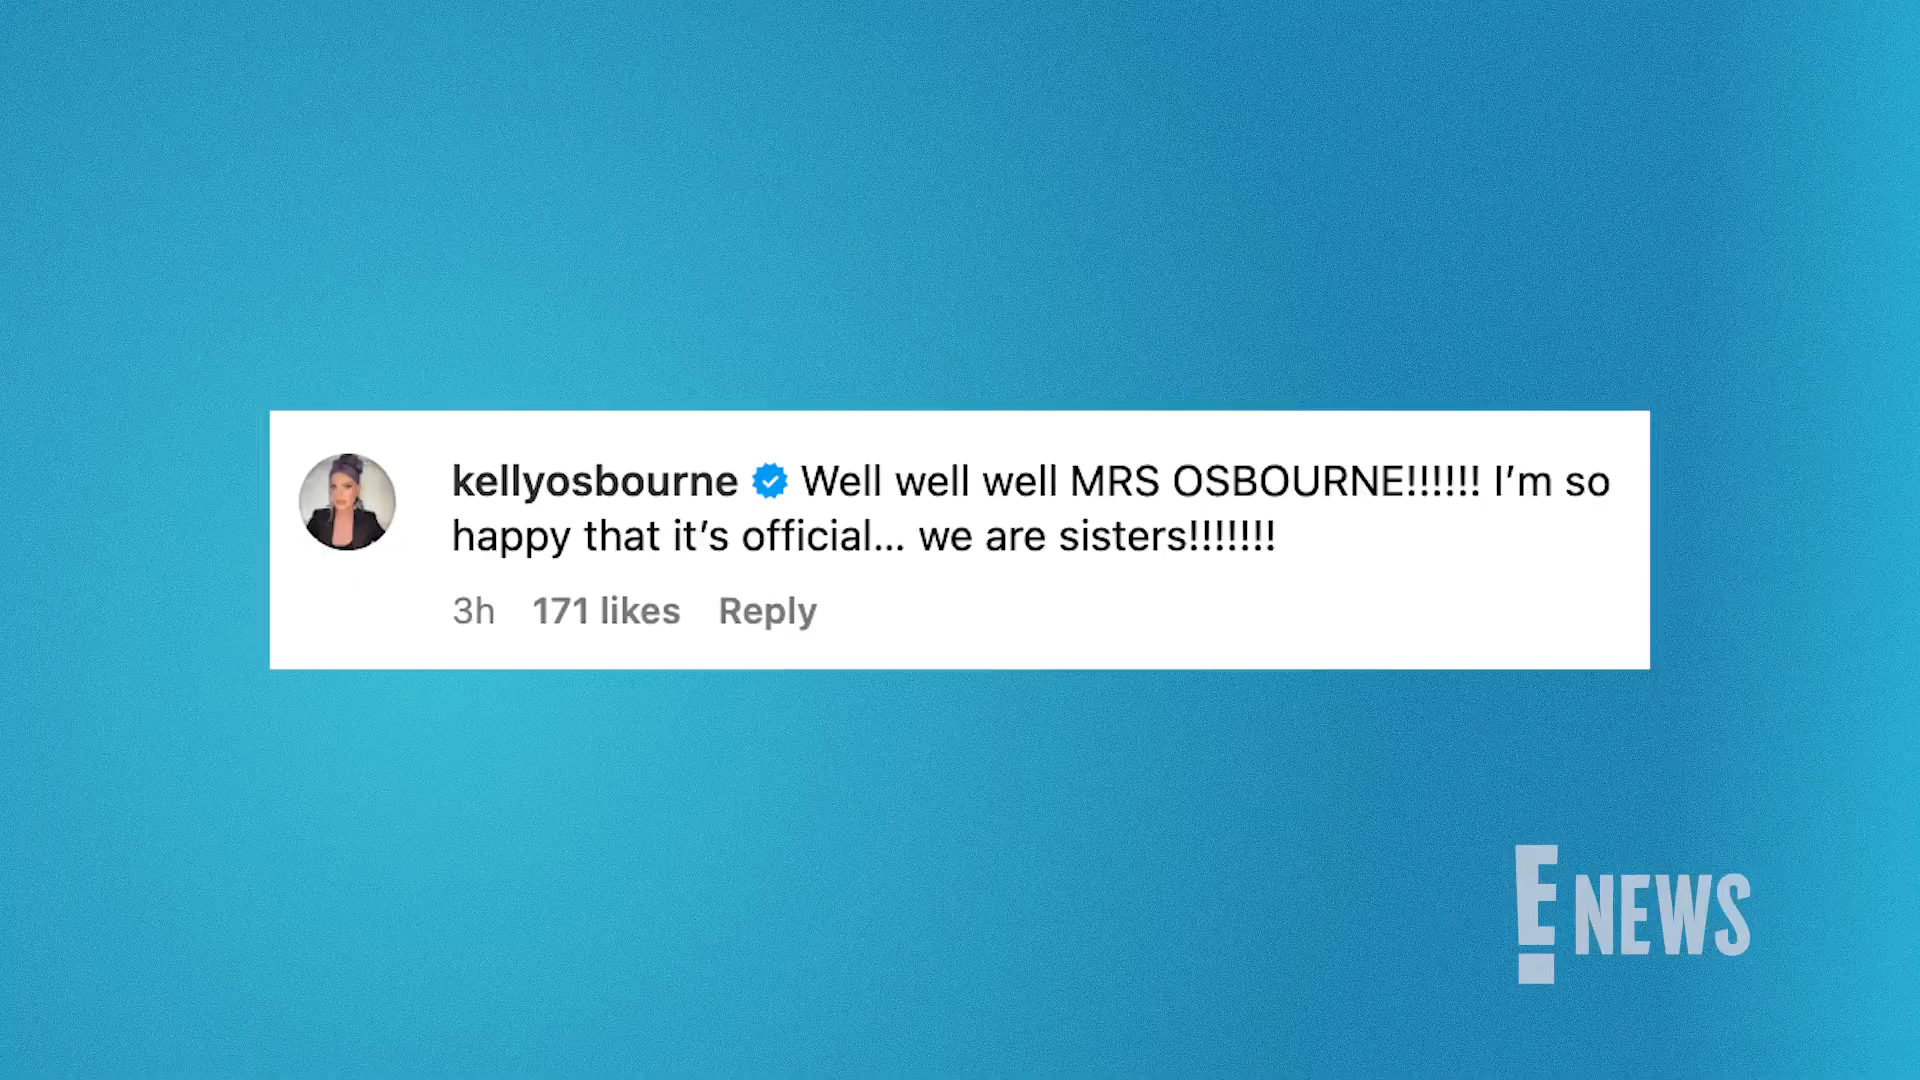 kellyosbourne Well well well MRS OSBOURNE!!!!!! I’m so
happy that it’s official... we are sisters!!!!!!!
3h 171 likes Reply
E! NEWS